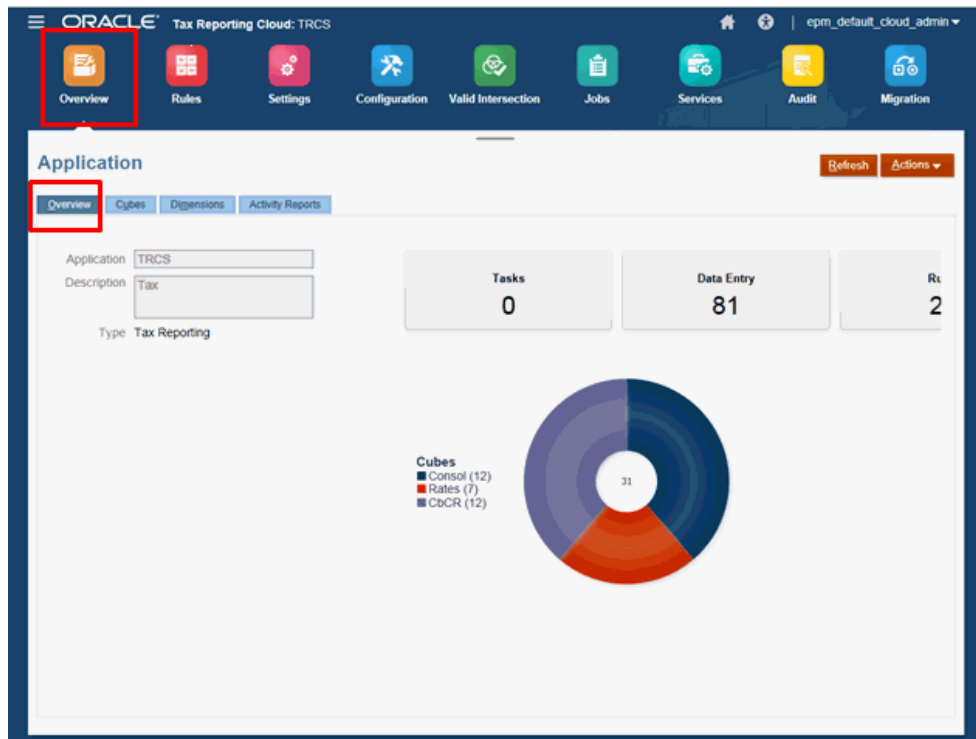 ORACLE® Tax Reporting Cloud: TRCS epm_default_cloud_admin
Overview Rules Settings Configuration Valid Intersection Jobs Services Audit Migration
Application Refresh Actions
Overview Cubes Dimensions Activity Reports
Application TRCS
Description Tax
Type Tax Reporting
Tasks Data Entry Ru
0 81 2
Cubes
Consol (12)
Rates (7)
CbCR (12)
31